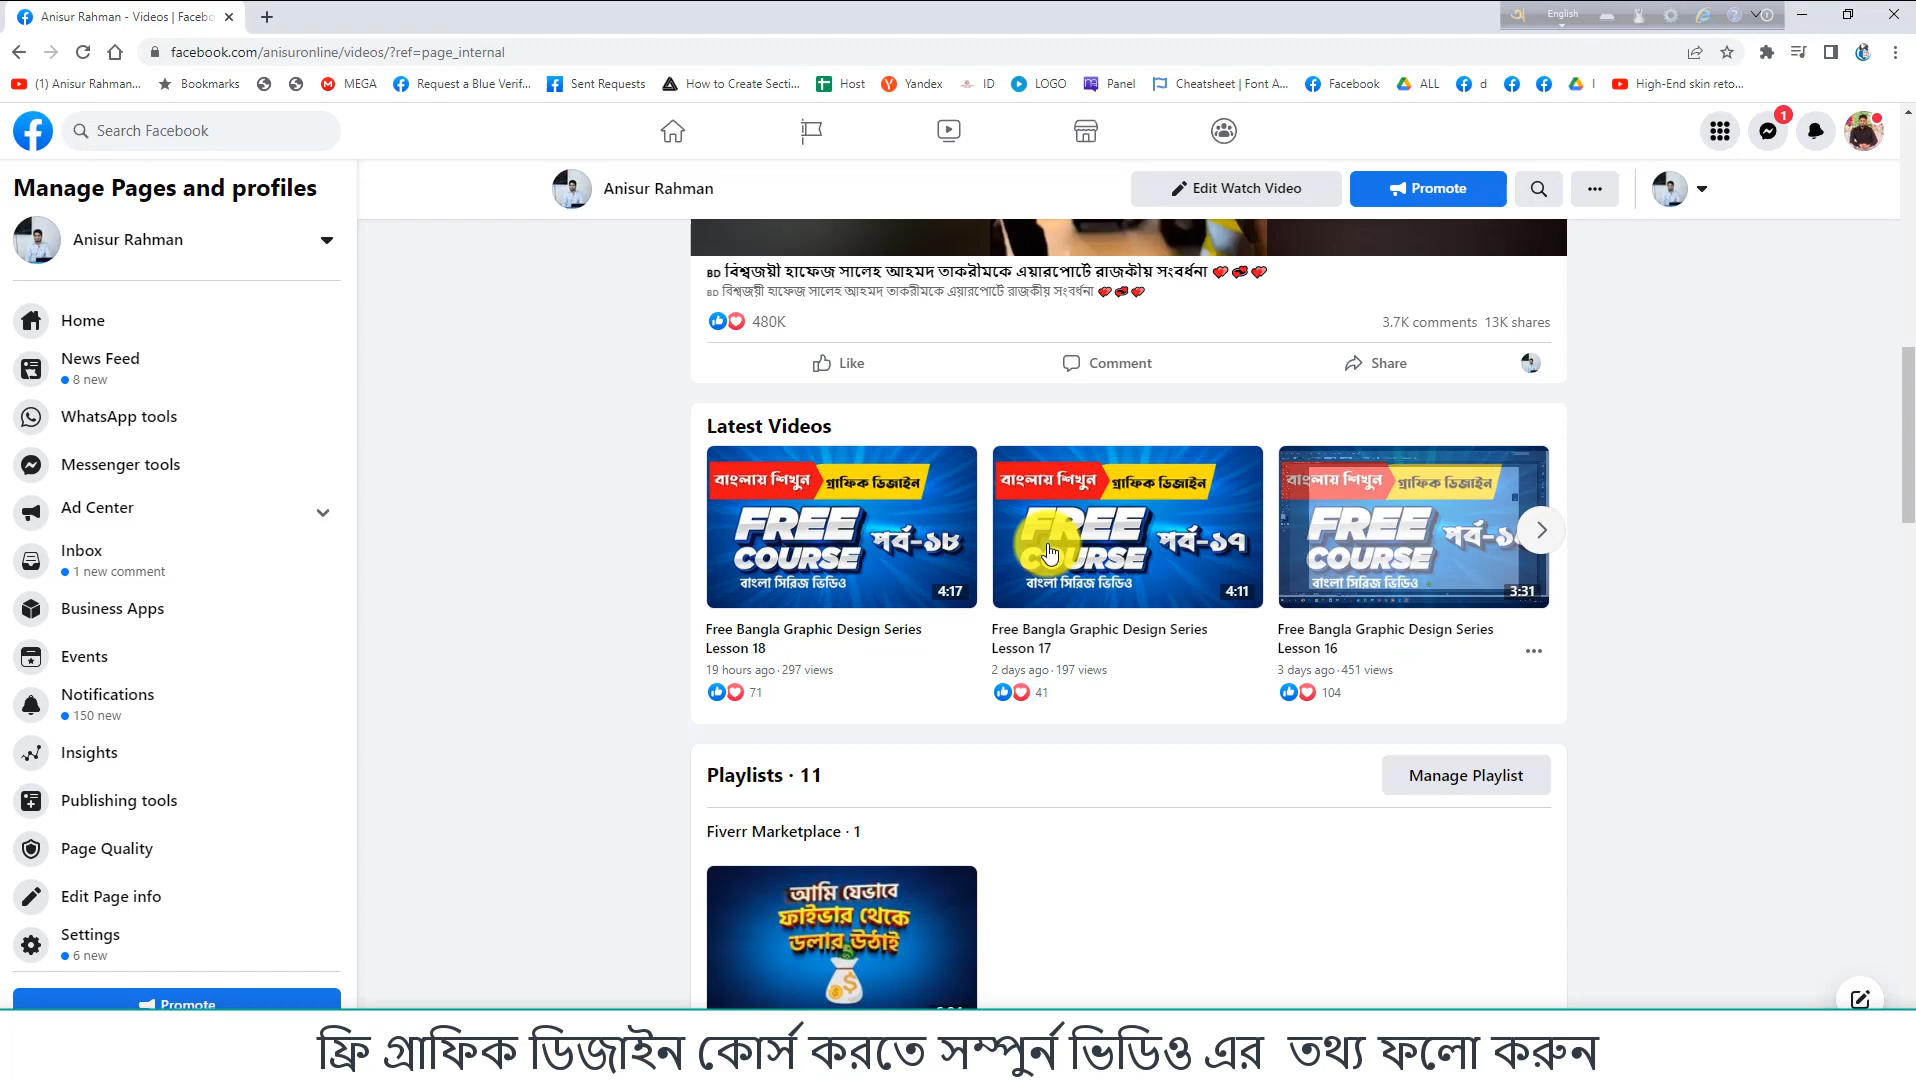 Anisur Rahman - Videos | Facebo
English
facebook.com/anisuronline/videos/?ref=page_internal
(1) Anisur Rahman...
Bookmarks
MEGA
Request a Blue Verif...
Sent Requests
How to Create Secti...
Host
Yandex
ID
LOGO
Panel
Cheatsheet | Font A...
Facebook
ALL
d
I
High-End skin reto...
Search Facebook
1
Manage Pages and profiles
Anisur Rahman
Home
News Feed
8 new
WhatsApp tools
Messenger tools
Ad Center
Inbox
1 new comment
Business Apps
Events
Notifications
150 new
Insights
Publishing tools
Page Quality
Edit Page info
Settings
6 new
Promote
Anisur Rahman
Edit Watch Video
Promote
BD বিশ্বজয়ী হাফেজ সালেহ আহমদ তাকরীমকে এয়ারপোর্টে রাজকীয় সংবর্ধনা
BD বিশ্বজয়ী হাফেজ সালেহ আহমদ তাকরীমকে এয়ারপোর্টে রাজকীয় সংবর্ধনা
480K
3.7K comments 13K shares
Like
Comment
Share
Latest Videos
বাংলায় শিখুন গ্রাফিক ডিজাইন
FREE
COURSE পর্ব-১৮
বাংলা সিরিজ ভিডিও
4:17
Free Bangla Graphic Design Series
Lesson 18
19 hours ago · 297 views
71
বাংলায় শিখুন গ্রাফিক ডিজাইন
FREE
COURSE পর্ব-১৭
বাংলা সিরিজ ভিডিও
4:11
Free Bangla Graphic Design Series
Lesson 17
2 days ago · 197 views
41
বাংলায় শিখুন গ্রাফিক ডিজাইন
FREE
COURSE
বাংলা সিরিজ ভিডিও
3:31
Free Bangla Graphic Design Series
Lesson 16
3 days ago · 451 views
104
Playlists · 11
Manage Playlist
Fiverr Marketplace · 1
আমি যেভাবে
ফাইভার থেকে
ডলার উঠাই
ফ্রি গ্রাফিক ডিজাইন কোর্স করতে সম্পুর্ন ভিডিও এর তথ্য ফলো করুন